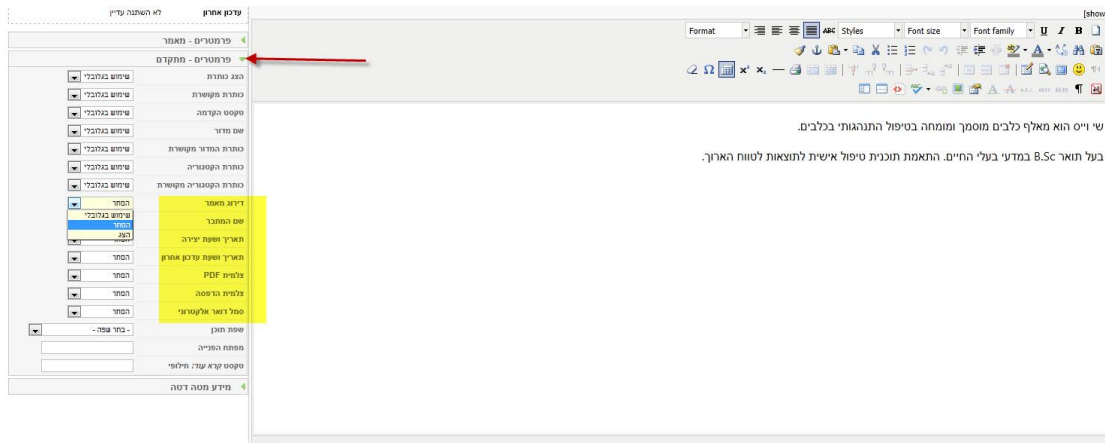 עדכון אחרון לא השתנה עדיין
פרמטרים - מאמר
פרמטרים - מתקדם
הצג כותרת שימוש בגלובלי
כותרת מקושרת שימוש בגלובלי
טקסט הקדמה שימוש בגלובלי
שם מדור שימוש בגלובלי
כותרת המדור מקושרת שימוש בגלובלי
כותרת הקטגוריה שימוש בגלובלי
כותרת הקטגוריה מקושרת שימוש בגלובלי
דירוג מאמר הסתר
שימוש בגלובלי
הסתר
הצג
שם המחבר
תאריך ושעת יצירה הסתר
תאריך ושעת עדכון אחרון הסתר
צלמית PDF הסתר
צלמית הדפסה הסתר
סמל דואר אלקטרוני הסתר
שפת תוכן - בחר שפה -
מפתח הפנייה
טקסט קרא עוד: חילופי
מידע מטה דטה
[show
Format ABC Styles Font size Font family U I B
שי וייס הוא מאלף כלבים מוסמך ומומחה בטיפול התנהגותי בכלבים.
בעל תואר B.Sc במדעי בעלי החיים. התאמת תוכנית טיפול אישית לתוצאות לטווח הארוך.